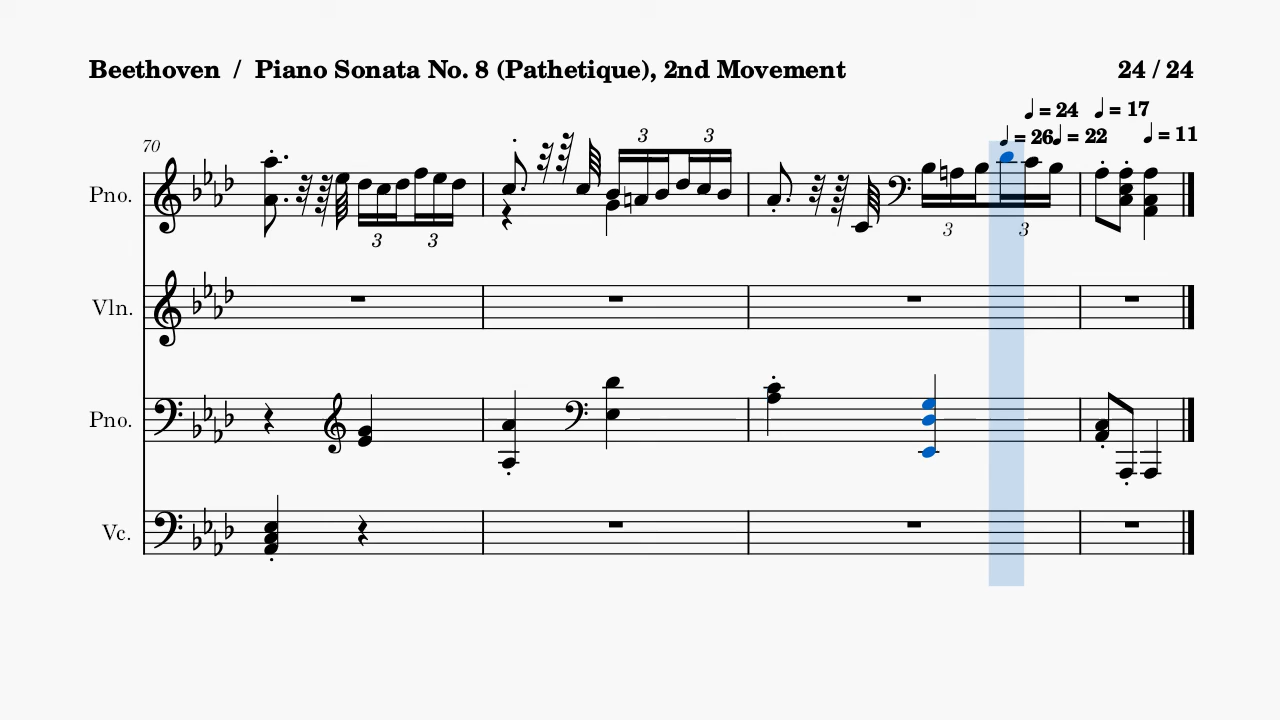 Beethoven / Piano Sonata No. 8 (Pathetique), 2nd Movement 24 / 24
♩ = 24 ♩ = 17
♩ = 26 ♩ = 22 ♩ = 11
70
3 3
Pno.
3 3 3 3
Vln.
Pno.
Vc.